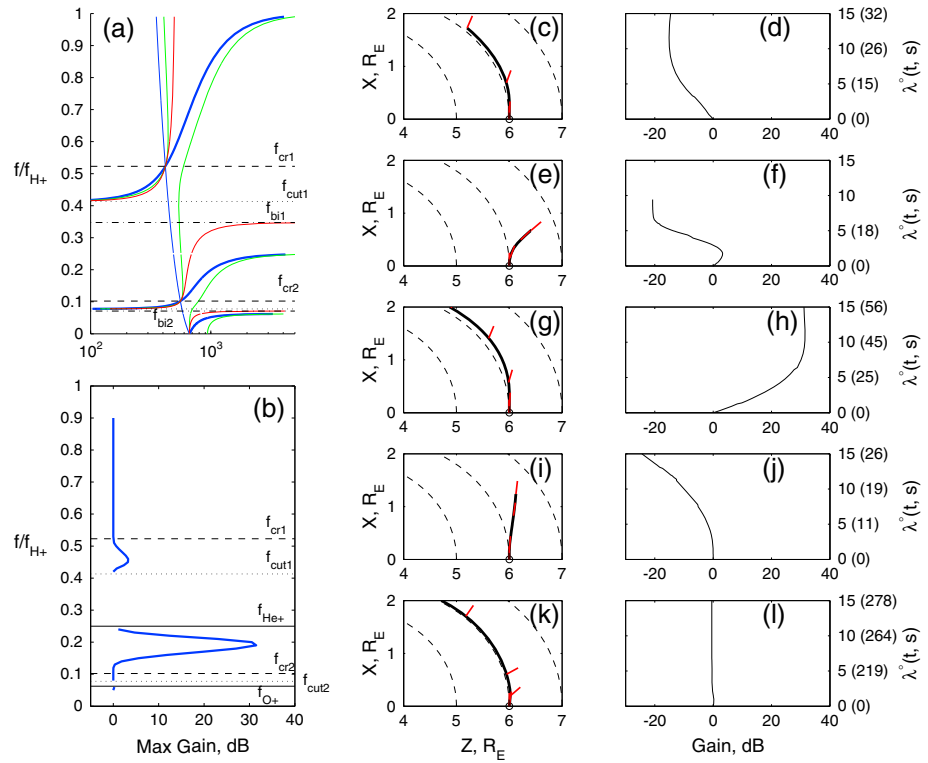 (a)
1
0.9
0.8
0.7
0.6
0.5
0.4
0.3
0.2
0.1
0
f/f_H+
f_cr1
f_cut1
f_bi1
f_cr2
f_bi2
10^2
10^3
(b)
1
0.9
0.8
0.7
0.6
0.5
0.4
0.3
0.2
0.1
0
f/f_H+
f_cr1
f_cut1
f_He+
f_cr2
f_cut2
f_O+
0 10 20 30 40
Max Gain, dB
(c)
2
1
0
X, R_E
4 5 6 7
(d)
15 (32)
10 (26)
5 (15)
0 (0)
λ°(t, s)
-20 0 20 40
(e)
2
1
0
X, R_E
4 5 6 7
(f)
15
10
5 (18)
0 (0)
λ°(t, s)
-20 0 20 40
(g)
2
1
0
X, R_E
4 5 6 7
(h)
15 (56)
10 (45)
5 (25)
0 (0)
λ°(t, s)
-20 0 20 40
(i)
2
1
0
X, R_E
4 5 6 7
(j)
15 (26)
10 (19)
5 (11)
0 (0)
λ°(t, s)
-20 0 20 40
(k)
2
1
0
X, R_E
4 5 6 7
Z, R_E
(l)
15 (278)
10 (264)
5 (219)
0 (0)
λ°(t, s)
-20 0 20 40
Gain, dB